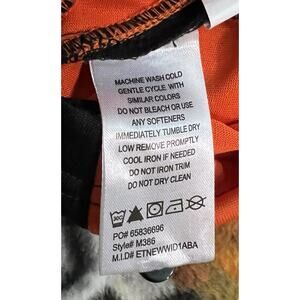 MACHINE WASH COLD
GENTLE CYCLE WITH
SIMILAR COLORS
DO NOT BLEACH OR USE
ANY SOFTENERS
IMMEDIATELY TUMBLE DRY
LOW REMOVE PROMPTLY
COOL IRON IF NEEDED
DO NOT IRON TRIM
DO NOT DRY CLEAN
PO# 65836696
Style# M386
M.I.D# ETNEWWID1ABA